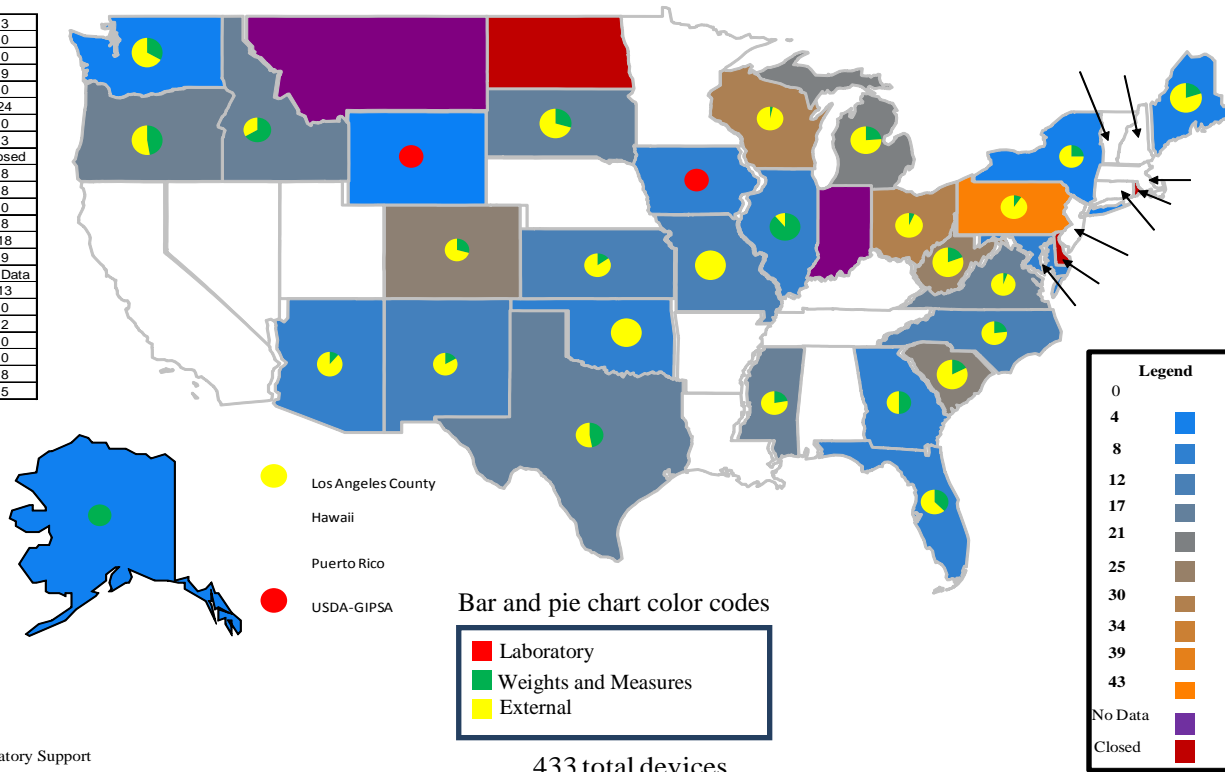 3
0
0
9
0
24
0
3
osed
8
8
0
8
18
9
Data
13
0
2
0
0
8
5
Los Angeles County
Hawaii
Puerto Rico
USDA-GIPSA
Bar and pie chart color codes
Laboratory
Weights and Measures
External
433 total devices
atory Support
Legend
0
4
8
12
17
21
25
30
34
39
43
No Data
Closed